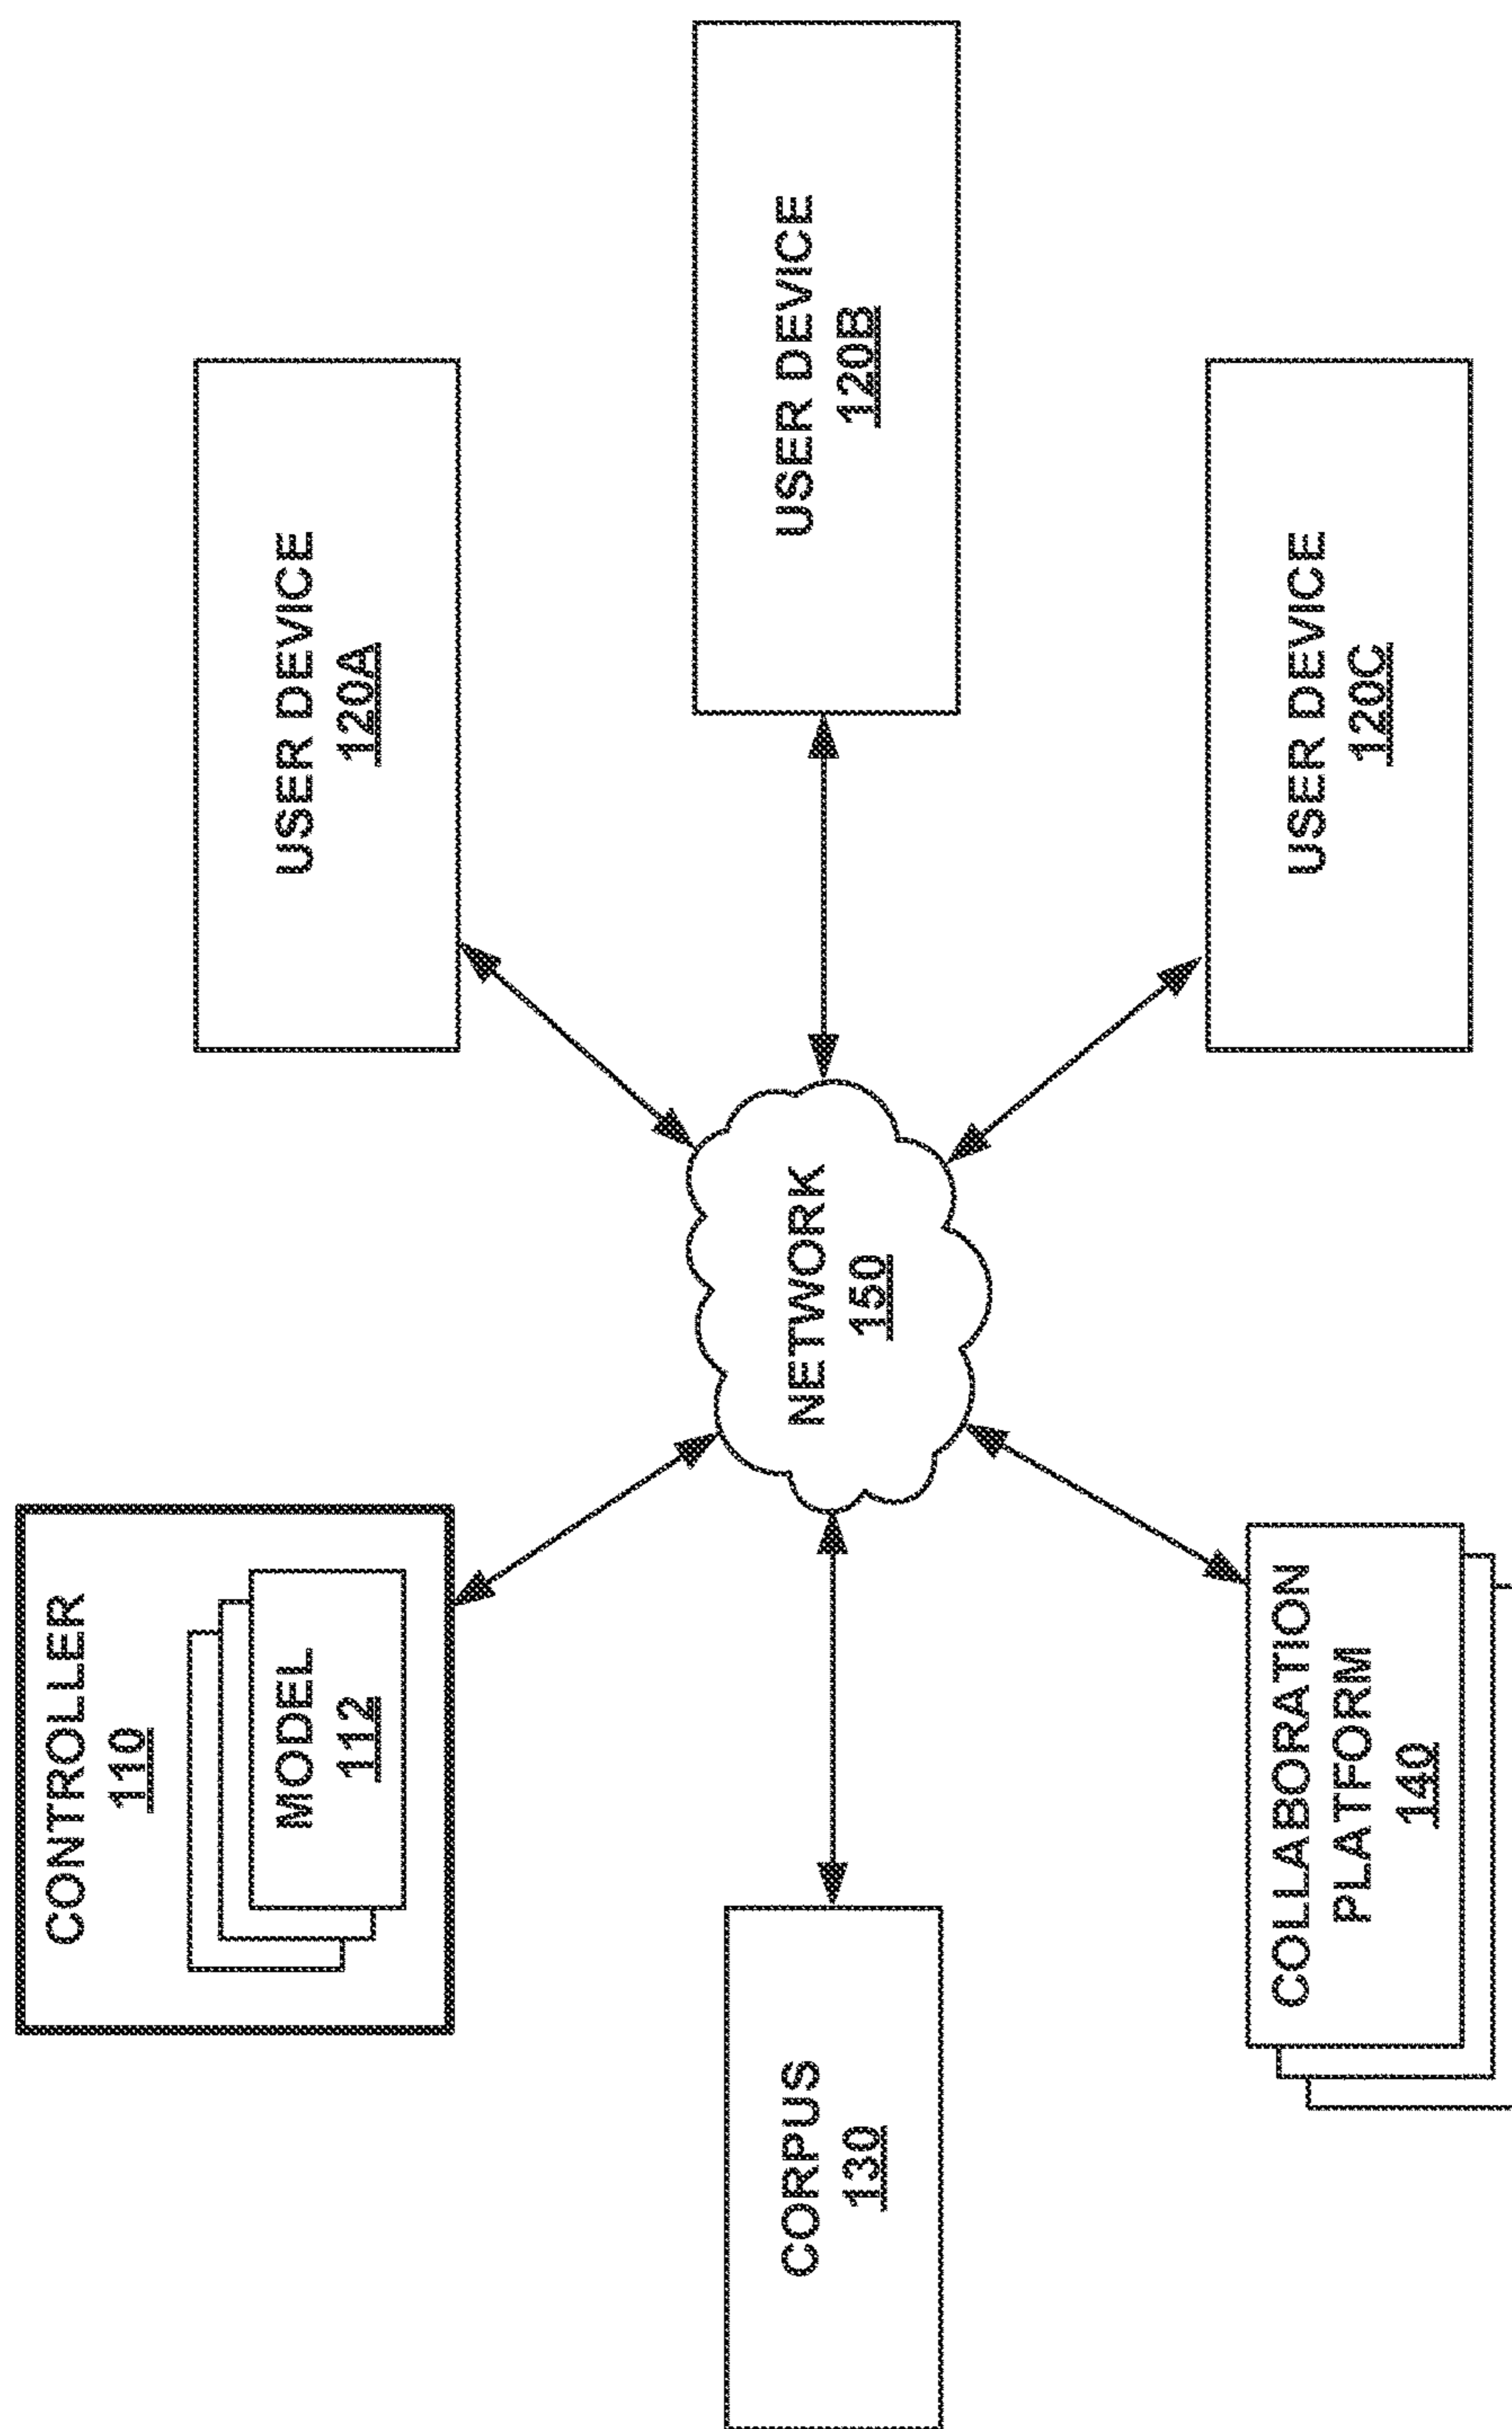 CONTROLLER
110
MODEL
112
USER DEVICE
120A
CORPUS
130
NETWORK
150
USER DEVICE
120B
COLLABORATION
PLATFORM
140
USER DEVICE
120C